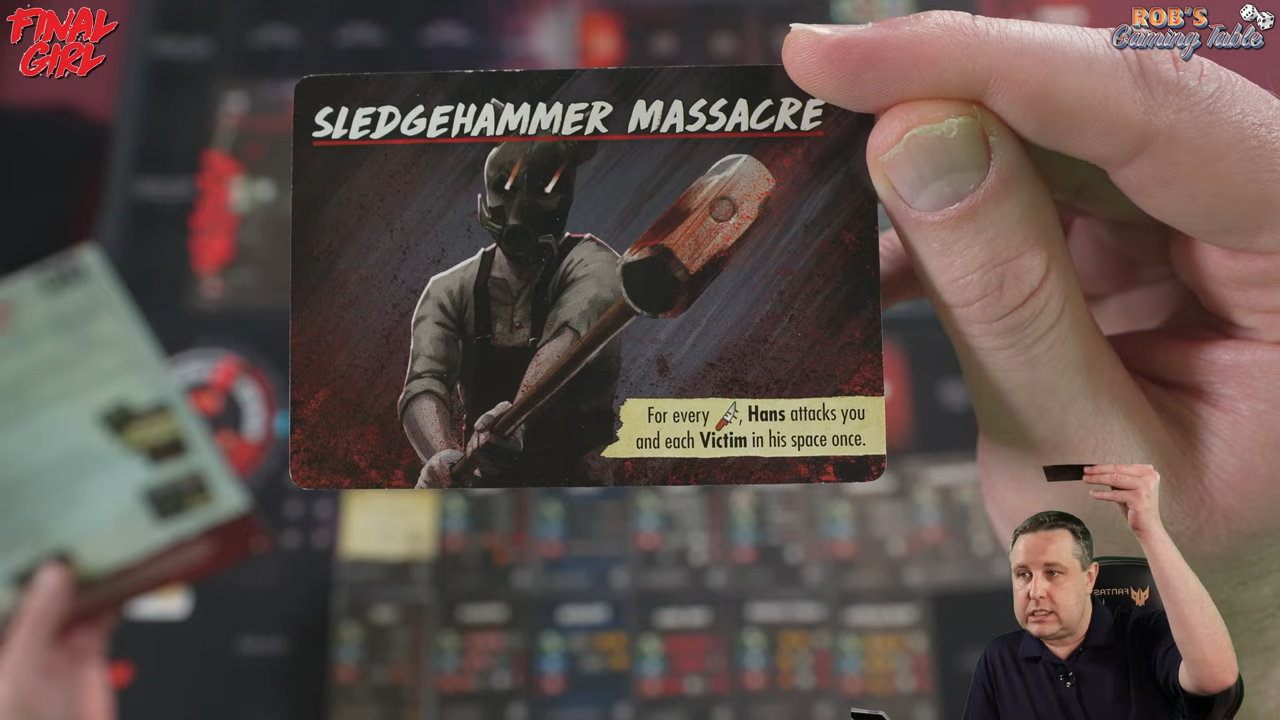 FINAL
GIRL
ROB'S
Gaming Table
SLEDGEHAMMER MASSACRE
For every , Hans attacks you
and each Victim in his space once.